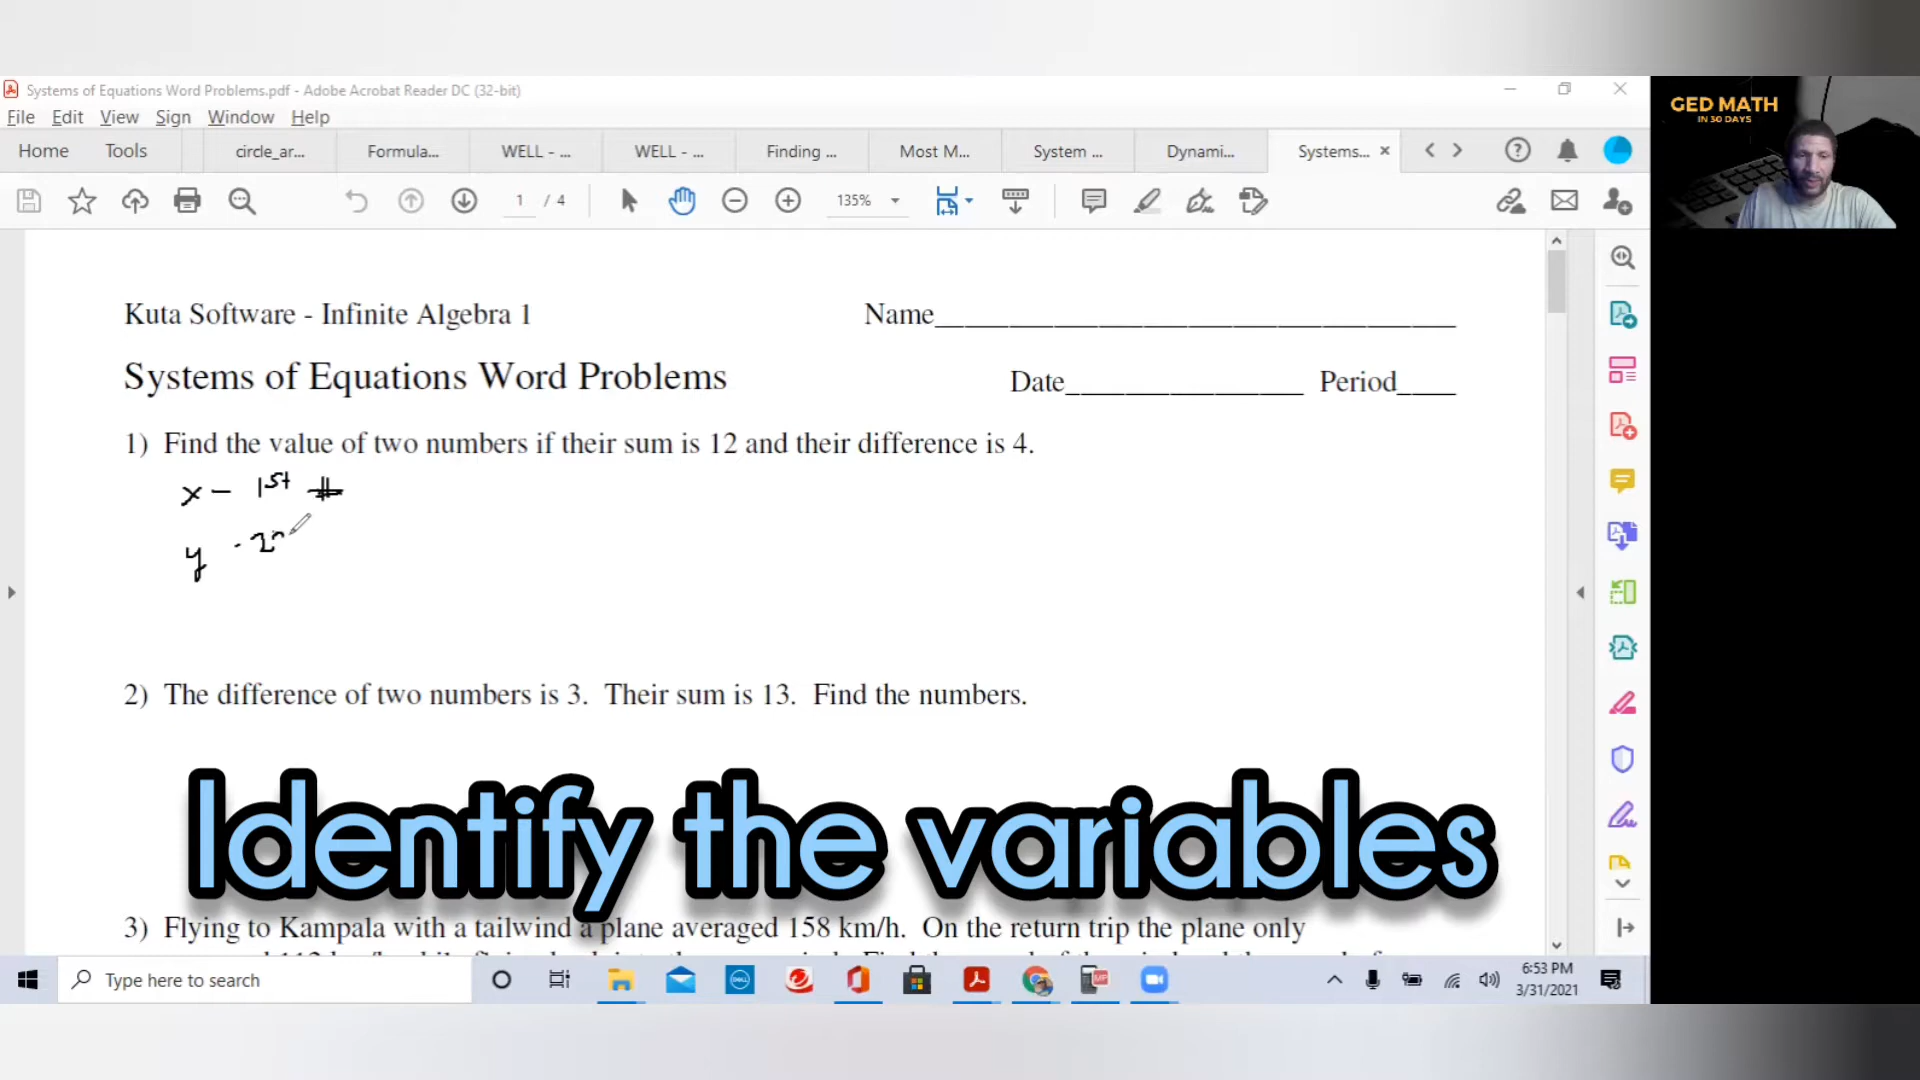 Systems of Equations Word Problems.pdf - Adobe Acrobat Reader DC (32-bit)
GED MATH
IN 30 DAYS
File Edit View Sign Window Help
Home Tools circle_ar... Formula... WELL - ... WELL - ... Finding ... Most M... System ... Dynami... Systems...
1 / 4 135%
Kuta Software - Infinite Algebra 1 Name
Systems of Equations Word Problems Date Period
1) Find the value of two numbers if their sum is 12 and their difference is 4.
x - 1st #
y - 2n
2) The difference of two numbers is 3. Their sum is 13. Find the numbers.
Identify the variables
3) Flying to Kampala with a tailwind a plane averaged 158 km/h. On the return trip the plane only
Type here to search
6:53 PM
3/31/2021